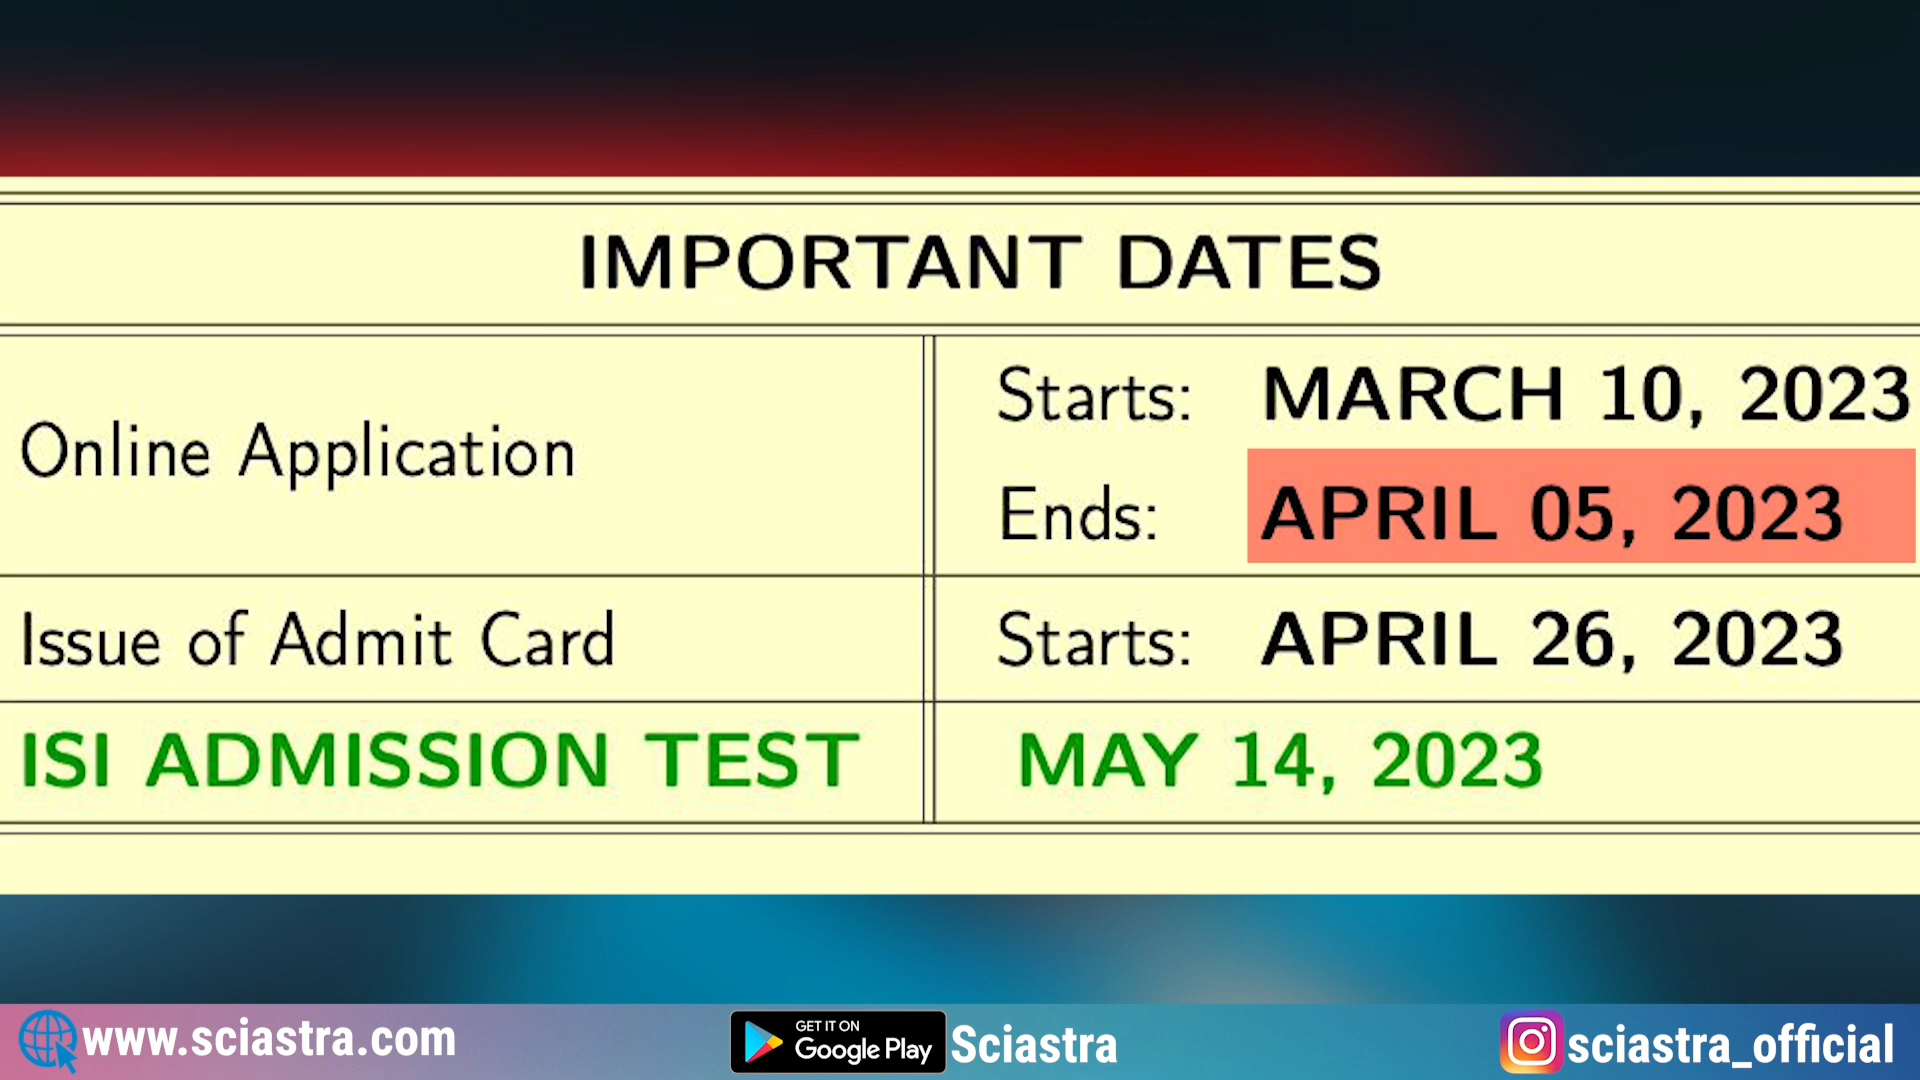 IMPORTANT DATES
Online Application
Starts: MARCH 10, 2023
Ends: APRIL 05, 2023
Issue of Admit Card
Starts: APRIL 26, 2023
ISI ADMISSION TEST
MAY 14, 2023
www.sciastra.com
GET IT ON
Google Play
Sciastra
sciastra_official